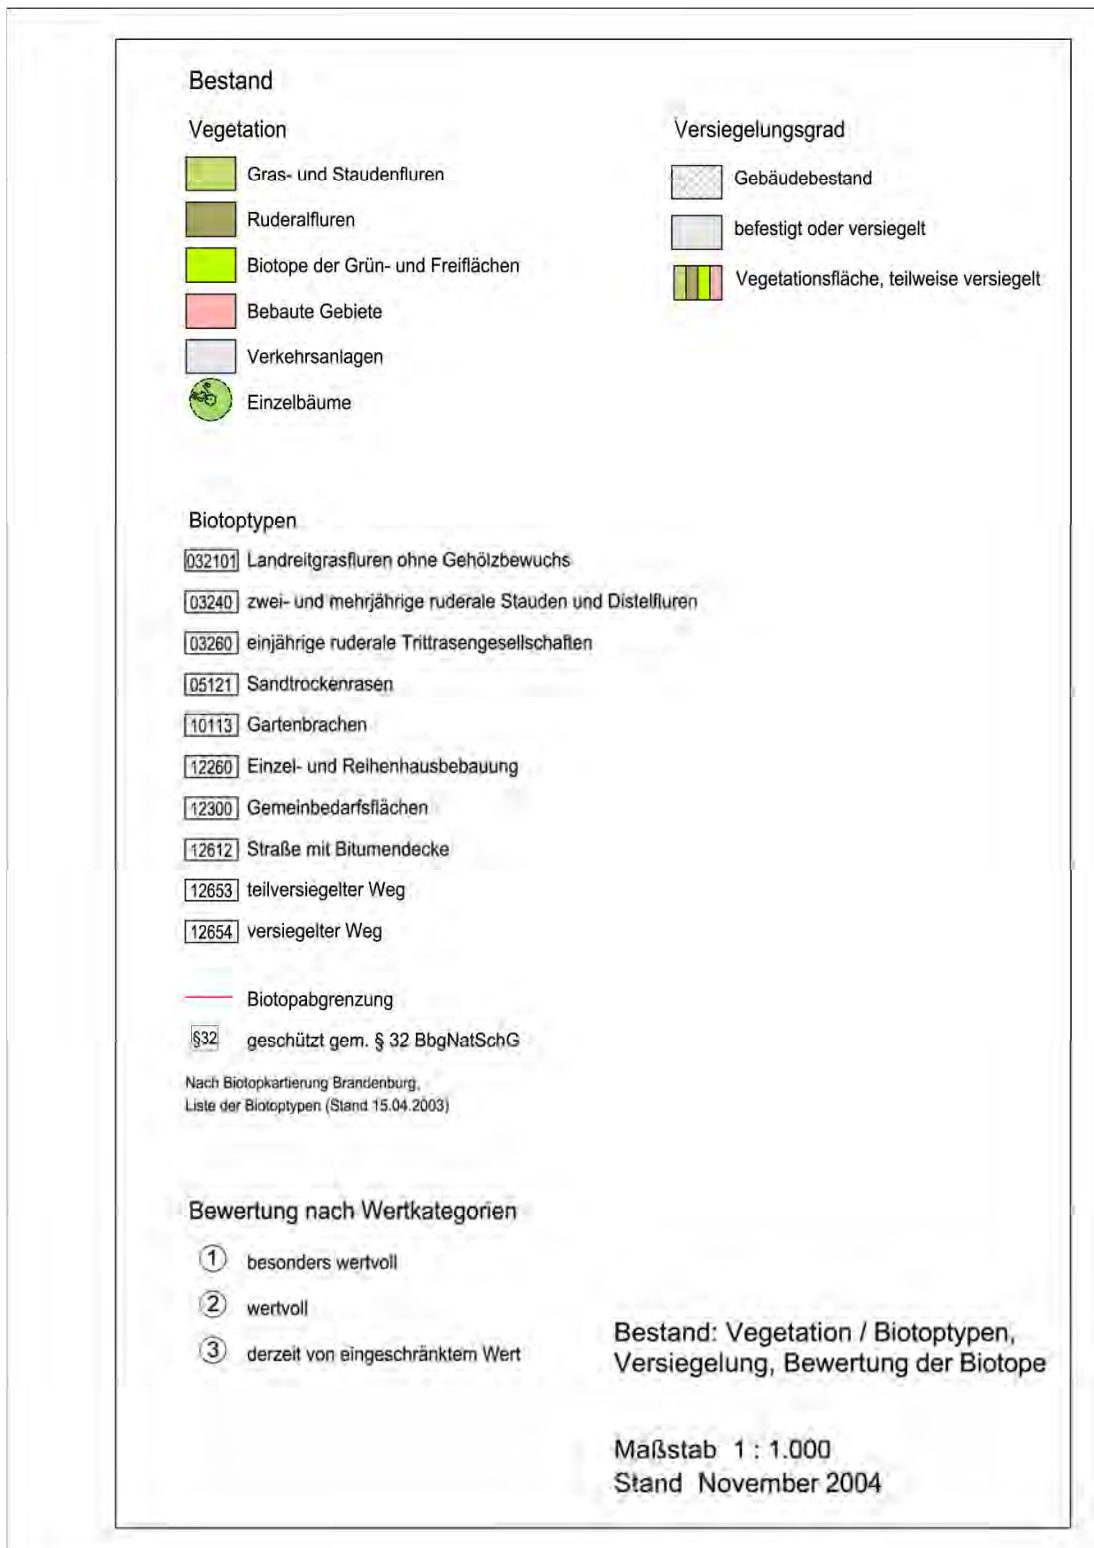 Bestand
Vegetation
Gras- und Staudenfluren
Ruderalfluren
Biotope der Grün- und Freiflächen
Bebaute Gebiete
Verkehrsanlagen
Einzelbäume
Versiegelungsgrad
Gebäudebestand
befestigt oder versiegelt
Vegetationsfläche, teilweise versiegelt
Biotoptypen
032101 Landreitgrasfluren ohne Gehölzbewuchs
03240 zwei- und mehrjährige ruderale Stauden und Distelfluren
03260 einjährige ruderale Trittrasengesellschaften
05121 Sandtrockenrasen
10113 Gartenbrachen
12260 Einzel- und Reihenhausbebauung
12300 Gemeinbedarfsflächen
12612 Straße mit Bitumendecke
12653 teilversiegelter Weg
12654 versiegelter Weg
Biotopabgrenzung
§32 geschützt gem. § 32 BbgNatSchG
Nach Biotopkartierung Brandenburg,
Liste der Biotoptypen (Stand 15.04.2003)
Bewertung nach Wertkategorien
1 besonders wertvoll
2 wertvoll
3 derzeit von eingeschränktem Wert
Bestand: Vegetation / Biotoptypen,
Versiegelung, Bewertung der Biotope
Maßstab 1 : 1.000
Stand November 2004